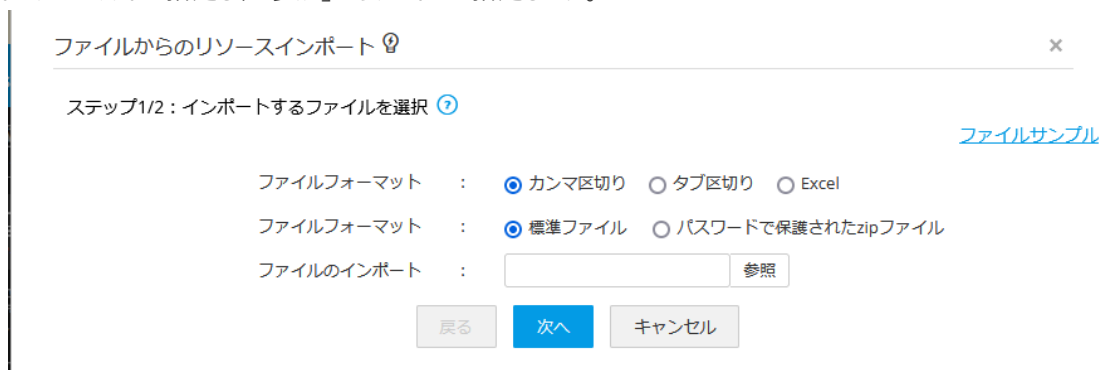 ファイルからのリソースインポート
×
ステップ1/2：インポートするファイルを選択 ?
ファイルサンプル
ファイルフォーマット : カンマ区切り タブ区切り Excel
ファイルフォーマット : 標準ファイル パスワードで保護されたzipファイル
ファイルのインポート : 参照
戻る 次へ キャンセル